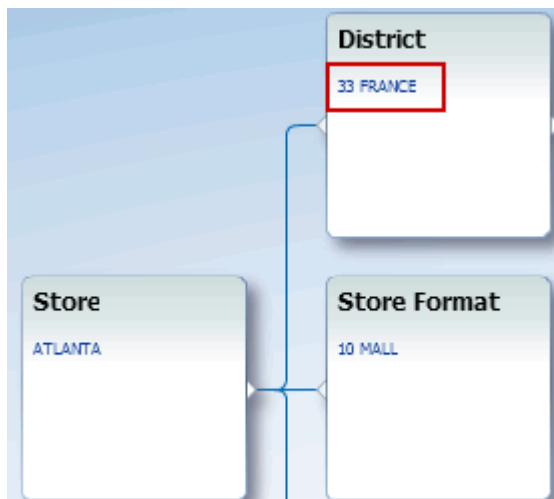 District
33 FRANCE
Store
ATLANTA
Store Format
10 MALL